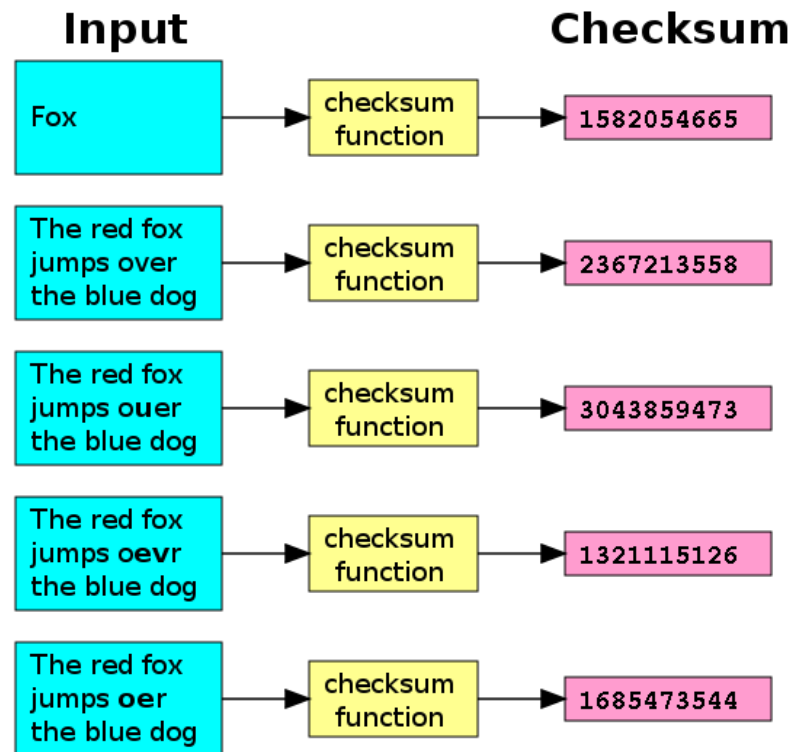 Input
Checksum
Fox
checksum
function
1582054665
The red fox
jumps over
the blue dog
checksum
function
2367213558
The red fox
jumps ouer
the blue dog
checksum
function
3043859473
The red fox
jumps oevr
the blue dog
checksum
function
1321115126
The red fox
jumps oer
the blue dog
checksum
function
1685473544